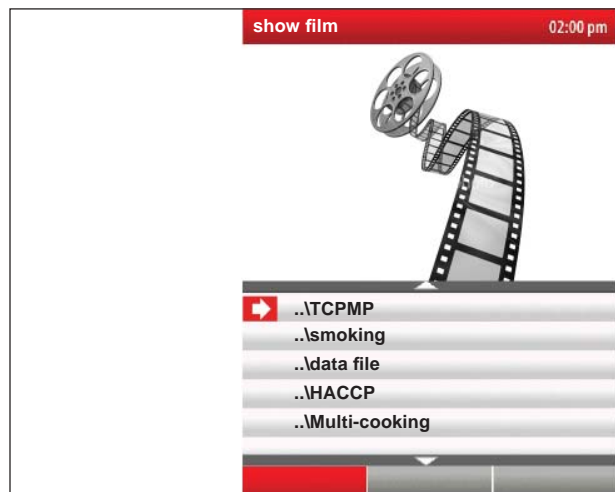 show film
02:00 pm
..\TCPMP
..\smoking
..\data file
..\HACCP
..\Multi-cooking